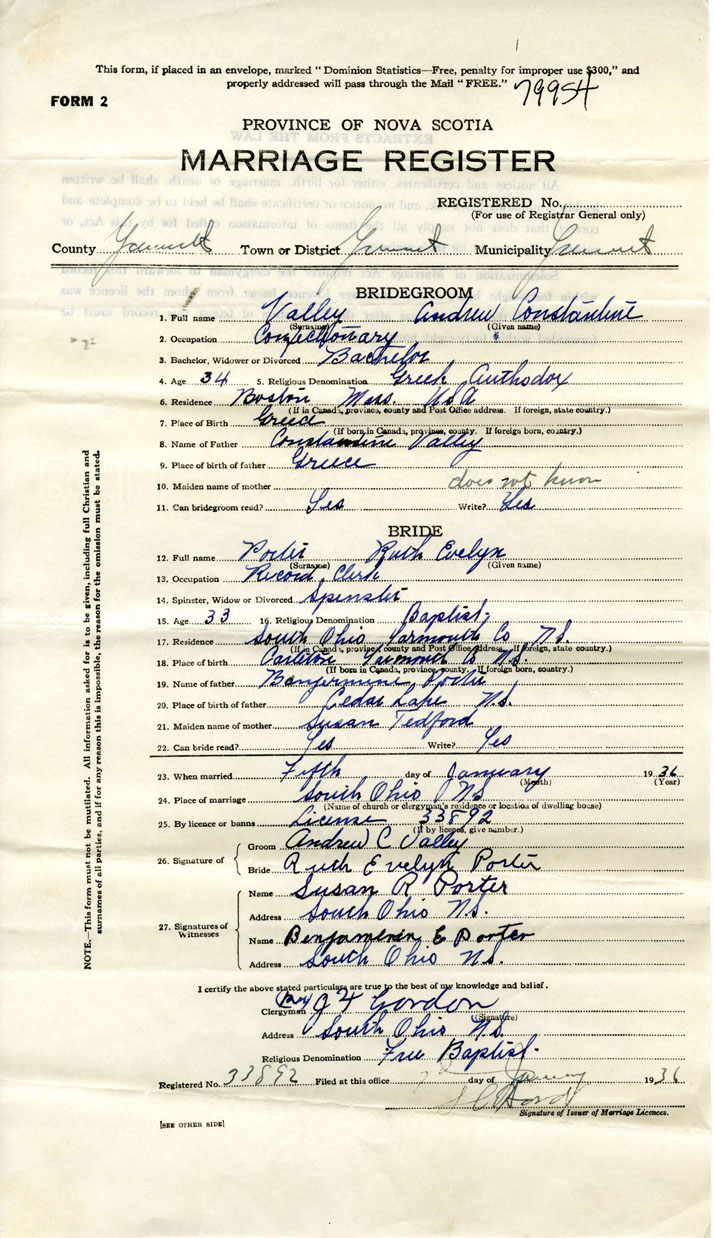 This form, if placed in an envelope, marked "Dominion Statistics—Free, penalty for improper use $300," and
properly addressed will pass through the Mail "FREE."
79954
FORM 2
PROVINCE OF NOVA SCOTIA
MARRIAGE REGISTER
REGISTERED No.
(For use of Registrar General only)
County Yarmouth Town or District Yarmouth Municipality Yarmouth
BRIDEGROOM
1. Full name Valley Andrew Constantine
(Surname) (Given name)
2. Occupation Confectionary
3. Bachelor, Widower or Divorced Bachelor
4. Age 34 5. Religious Denomination Greek Authodox
6. Residence Boston Mass. USA
(If in Canada, province, county and Post Office address. If foreign, state country.)
7. Place of Birth Greece
(If born in Canada, province, county. If foreign born, country.)
8. Name of Father Constantine Valley
9. Place of birth of father Greece
10. Maiden name of mother does not know
11. Can bridegroom read? Yes Write? Yes
BRIDE
12. Full name Porter Ruth Evelyn
(Surname) (Given name)
13. Occupation Record Clerk
14. Spinster, Widow or Divorced Spinster
15. Age 33 16. Religious Denomination Baptist
17. Residence South Ohio Yarmouth Co N.S.
(If in Canada, province, county and Post Office address. If foreign, state country.)
18. Place of birth Carleton Yarmouth Co N.S.
(If born in Canada, province, county. If foreign born, country.)
19. Name of father Benjermine Porter
20. Place of birth of father Cedar Lake N.S.
21. Maiden name of mother Susan Tedford
22. Can bride read? Yes Write? Yes
23. When married Fifth day of January 1936
(Month) (Year)
24. Place of marriage South Ohio NS
(Name of church or clergyman's residence or location of dwelling house)
25. By licence or banns License 33892
(If by licence, give number.)
26. Signature of
Groom Andrew C Valley
Bride Ruth Evelyn Porter
27. Signatures of Witnesses
Name Susan R Porter
Address South Ohio N.S.
Name Benjamenn E Porter
Address South Ohio N.S.
I certify the above stated particulars are true to the best of my knowledge and belief.
Clergyman (Rev) J Gordon
(Signature)
Address South Ohio N.S.
Religious Denomination Free Baptist.
Registered No. 33892 Filed at this office day of January 1936
Signature of Issuer of Marriage Licences.
[SEE OTHER SIDE]
NOTE.—This form must not be mutilated. All information asked for is to be given, including full Christian and
surnames of all parties, and if for any reason this is impossible, the reason for the omission must be stated.